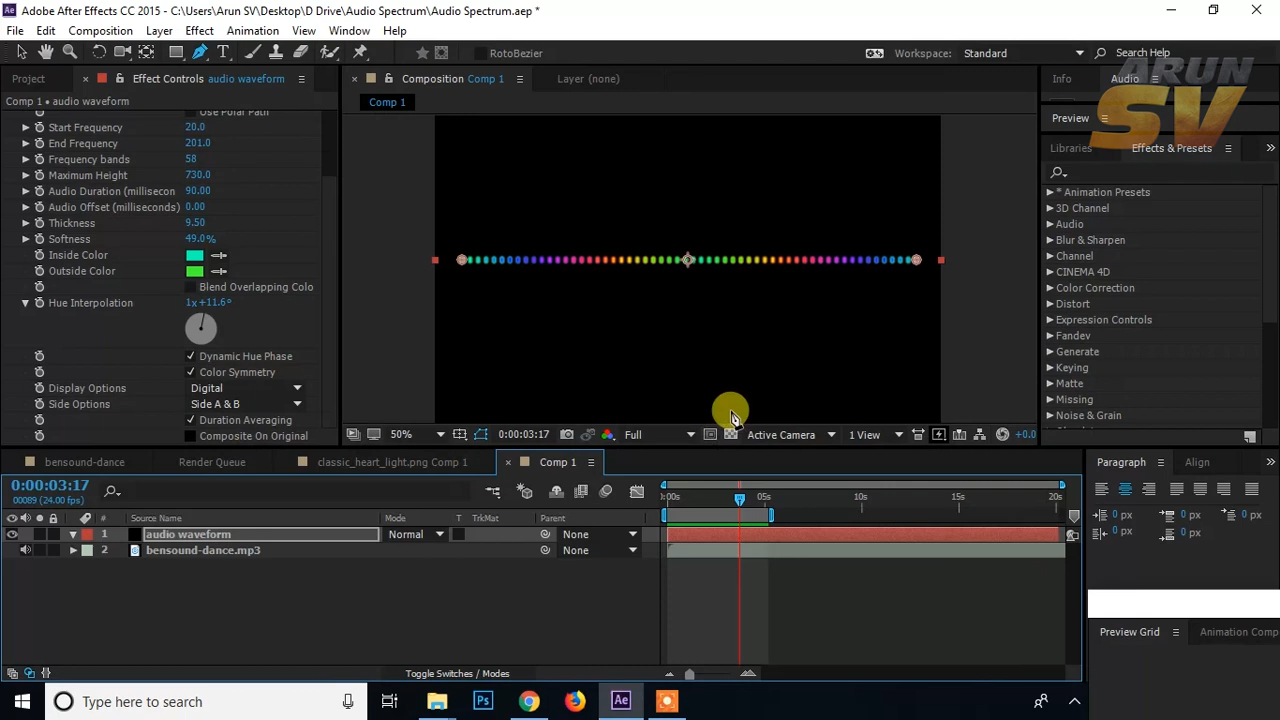 Adobe After Effects CC 2015 - C:\Users\Arun SV\Desktop\D Drive\Audio Spectrum\Audio Spectrum.aep *
File Edit Composition Layer Effect Animation View Window Help
RotoBezier Workspace: Standard Search Help
ARUN SV
Project Effect Controls audio waveform Composition Comp 1 Layer (none) Info Audio
Comp 1 • audio waveform Comp 1
Preview
Use Polar Path
Start Frequency 20.0
End Frequency 201.0
Frequency bands 58
Maximum Height 730.0
Audio Duration (millisecon 90.00
Audio Offset (milliseconds) 0.00
Thickness 9.50
Softness 49.0%
Inside Color
Outside Color
Blend Overlapping Colo
Hue Interpolation 1x+11.6°
Dynamic Hue Phase
Color Symmetry
Display Options Digital
Side Options Side A & B
Duration Averaging
Composite On Original
50% 0:00:03:17 Full Active Camera 1 View +0.0
Libraries Effects & Presets
* Animation Presets
3D Channel
Audio
Blur & Sharpen
Channel
CINEMA 4D
Color Correction
Distort
Expression Controls
Fandev
Generate
Keying
Matte
Missing
Noise & Grain
bensound-dance Render Queue classic_heart_light.png Comp 1 Comp 1
0:00:03:17
00089 (24.00 fps)
:00s 05s 10s 15s 20s
# Source Name Mode T TrkMat Parent
1 audio waveform Normal None
2 bensound-dance.mp3 None
Toggle Switches / Modes
Paragraph Align
0 px 0 px 0 px
0 px 0 px
Preview Grid Animation Comp
Type here to search
Ps Ae